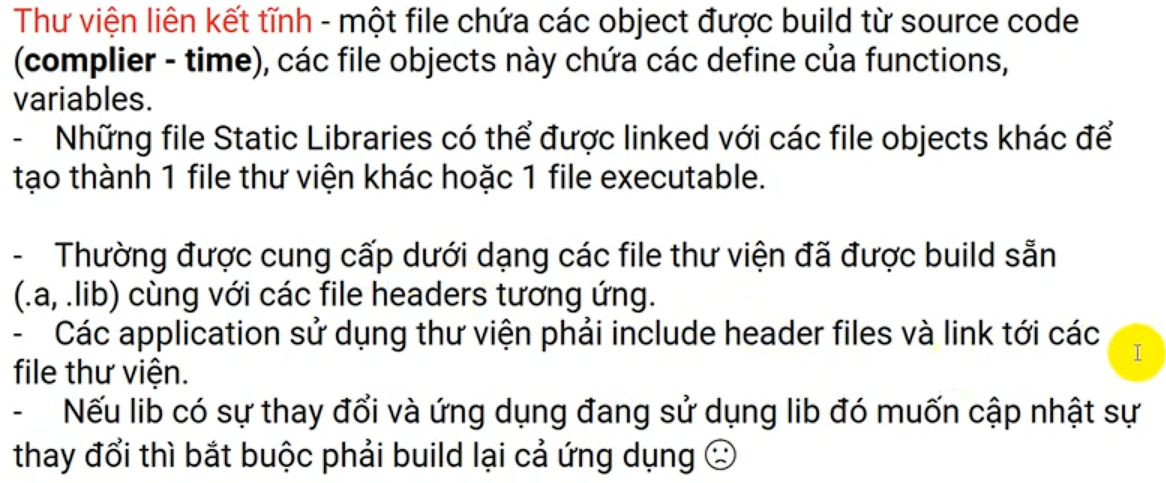 Thư viện liên kết tĩnh - một file chứa các object được build từ source code
(complier - time), các file objects này chứa các define của functions,
variables.
- Những file Static Libraries có thể được linked với các file objects khác để
tạo thành 1 file thư viện khác hoặc 1 file executable.
- Thường được cung cấp dưới dạng các file thư viện đã được build sẵn
(.a, .lib) cùng với các file headers tương ứng.
- Các application sử dụng thư viện phải include header files và link tới các
file thư viện.
- Nếu lib có sự thay đổi và ứng dụng đang sử dụng lib đó muốn cập nhật sự
thay đổi thì bắt buộc phải build lại cả ứng dụng ☹